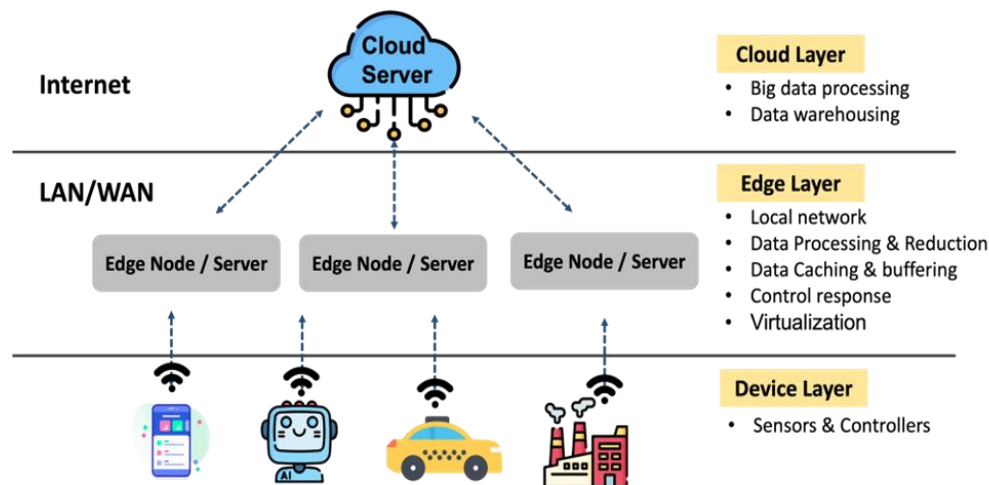 Internet
Cloud
Server
Cloud Layer
• Big data processing
• Data warehousing
LAN/WAN
Edge Layer
• Local network
• Data Processing & Reduction
• Data Caching & buffering
• Control response
• Virtualization
Edge Node / Server
Edge Node / Server
Edge Node / Server
Device Layer
• Sensors & Controllers
AI